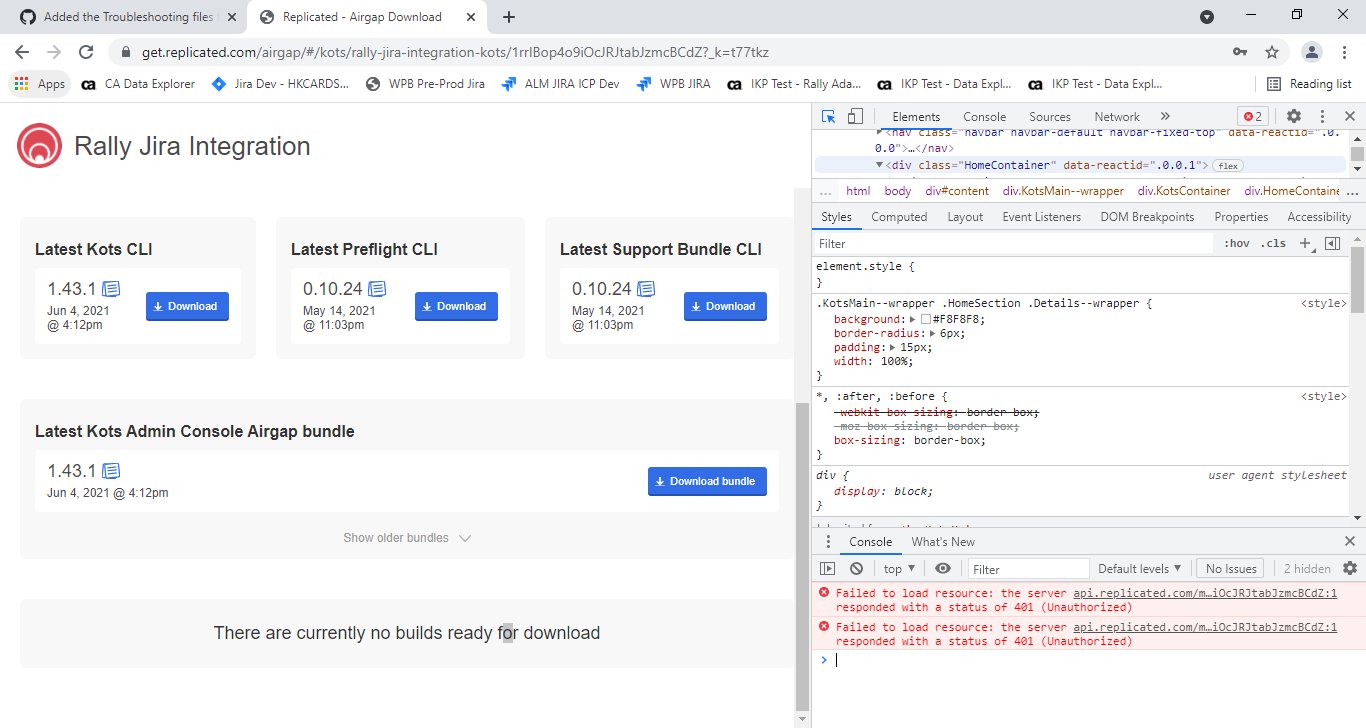 Added the Troubleshooting files
Replicated - Airgap Download
get.replicated.com/airgap/#/kots/rally-jira-integration-kots/1rrIBop4o9iOcJRJtabJzmcBCdZ?_k=t77tkz
Apps
CA Data Explorer
Jira Dev - HKCARDS...
WPB Pre-Prod Jira
ALM JIRA ICP Dev
WPB JIRA
IKP Test - Rally Ada...
IKP Test - Data Expl...
IKP Test - Data Expl...
Reading list
Rally Jira Integration
Latest Kots CLI
1.43.1
Jun 4, 2021
@ 4:12pm
Download
Latest Preflight CLI
0.10.24
May 14, 2021
@ 11:03pm
Download
Latest Support Bundle CLI
0.10.24
May 14, 2021
@ 11:03pm
Download
Latest Kots Admin Console Airgap bundle
1.43.1
Jun 4, 2021 @ 4:12pm
Download bundle
Show older bundles
There are currently no builds ready for download
Elements Console Sources Network » 2
<nav class="navbar navbar-default navbar-fixed-top" data-reactid=".0.
0.0">…</nav>
<div class="HomeContainer" data-reactid=".0.0.1"> flex
... html body div#content div.KotsMain--wrapper div.KotsContainer div.HomeContaine ...
Styles Computed Layout Event Listeners DOM Breakpoints Properties Accessibility
Filter :hov .cls +
element.style {
}
.KotsMain--wrapper .HomeSection .Details--wrapper { <style>
background: #F8F8F8;
border-radius: 6px;
padding: 15px;
width: 100%;
}
*, :after, :before { <style>
-webkit-box-sizing: border-box;
-moz-box-sizing: border-box;
box-sizing: border-box;
}
div { user agent stylesheet
display: block;
}
Console What's New
top Filter Default levels No Issues 2 hidden
Failed to load resource: the server api.replicated.com/m…iOcJRJtabJzmcBCdZ:1
responded with a status of 401 (Unauthorized)
Failed to load resource: the server api.replicated.com/m…iOcJRJtabJzmcBCdZ:1
responded with a status of 401 (Unauthorized)
>